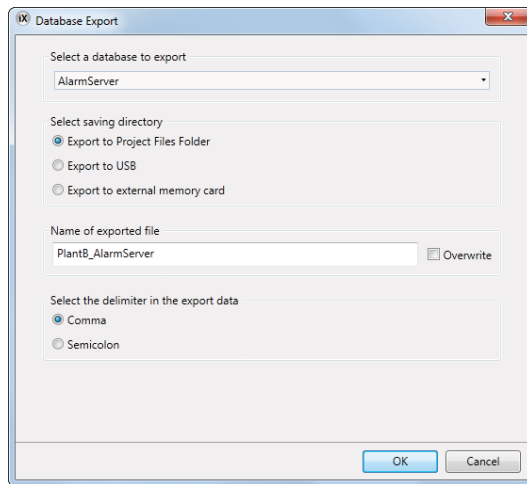 iX Database Export
Select a database to export
AlarmServer
Select saving directory
Export to Project Files Folder
Export to USB
Export to external memory card
Name of exported file
PlantB_AlarmServer
Overwrite
Select the delimiter in the export data
Comma
Semicolon
OK Cancel